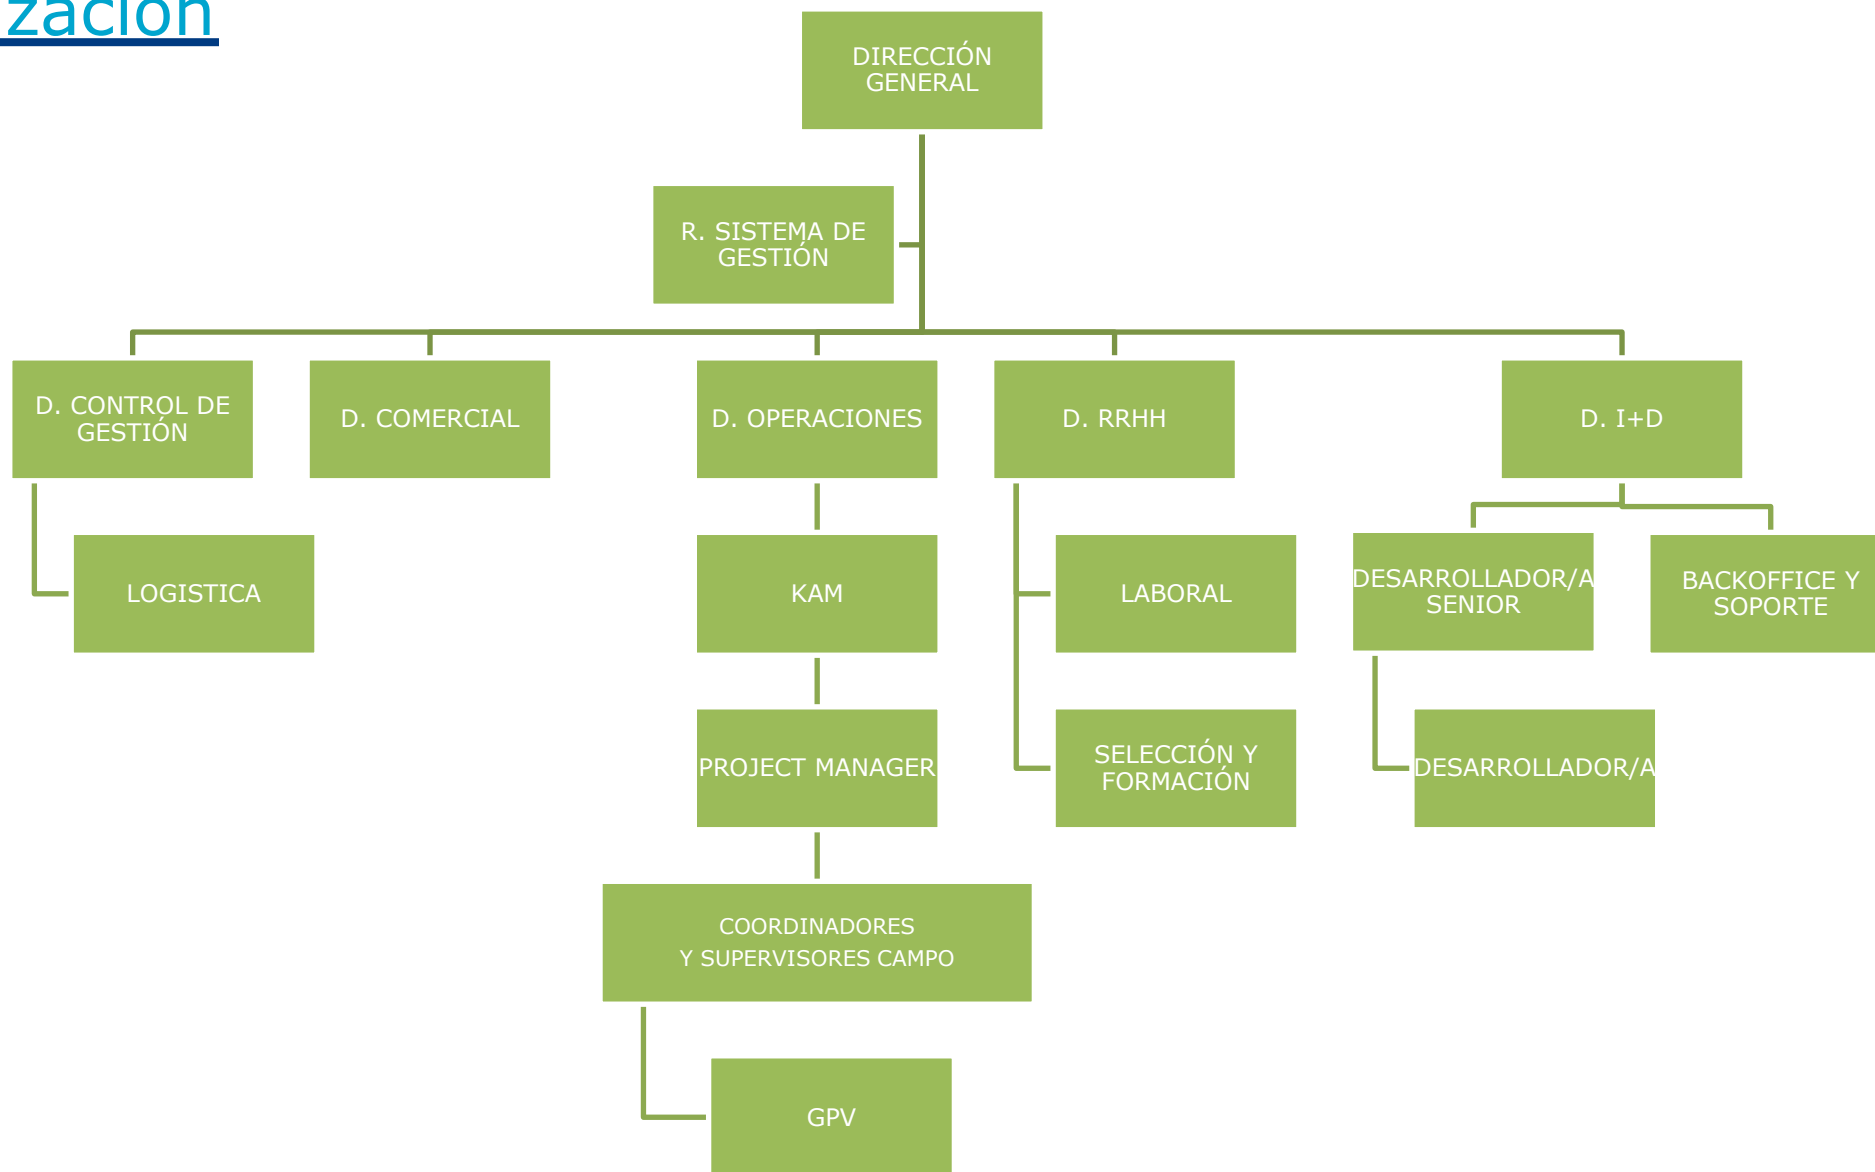 zación
DIRECCIÓN
GENERAL
R. SISTEMA DE
GESTIÓN
D. CONTROL DE
GESTIÓN
D. COMERCIAL
D. OPERACIONES
D. RRHH
D. I+D
LOGISTICA
KAM
LABORAL
DESARROLLADOR/A
SENIOR
BACKOFFICE Y
SOPORTE
PROJECT MANAGER
SELECCIÓN Y
FORMACIÓN
DESARROLLADOR/A
COORDINADORES
Y SUPERVISORES CAMPO
GPV